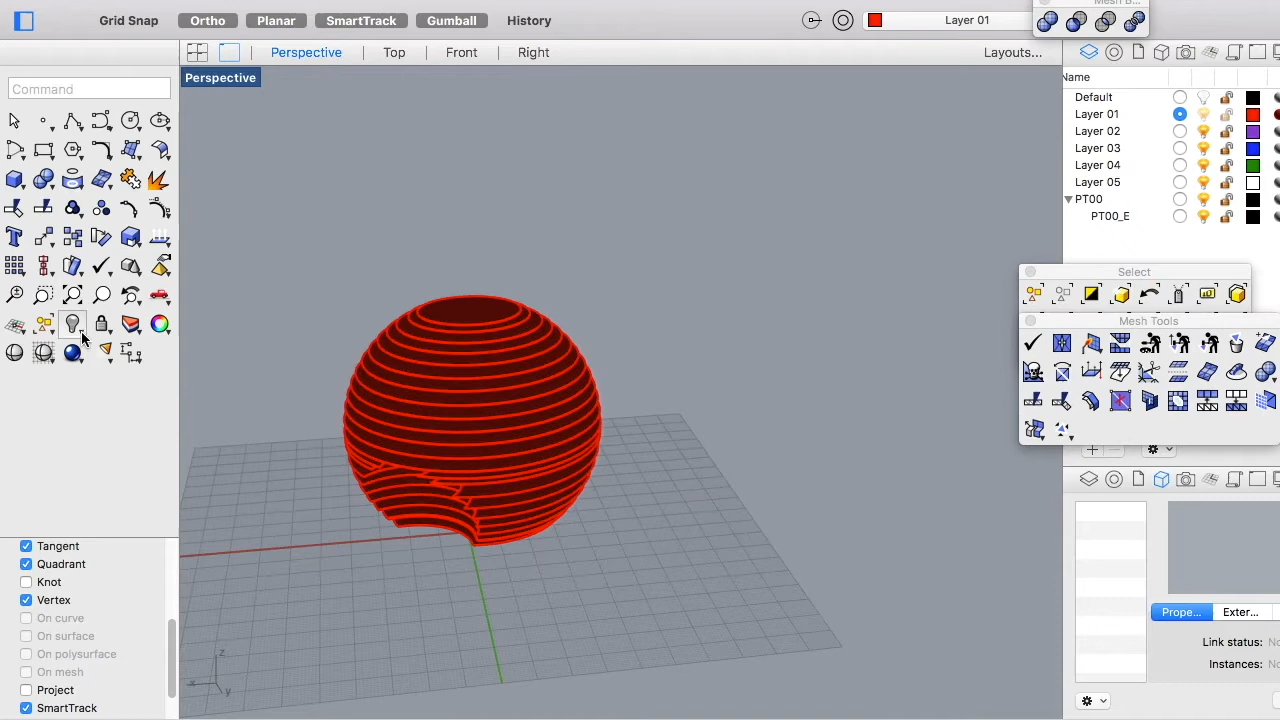 Mesh B...
Grid Snap
Ortho
Planar
SmartTrack
Gumball
History
Layer 01
Perspective
Top
Front
Right
Layouts...
Perspective
Command
Name
Default
Layer 01
Layer 02
Layer 03
Layer 04
Layer 05
PT00
PT00_E
Select
Mesh Tools
z
x
y
Tangent
Quadrant
Knot
Vertex
On curve
On surface
On polysurface
On mesh
Project
SmartTrack
Prope...
Exter...
Link status:
Instances: